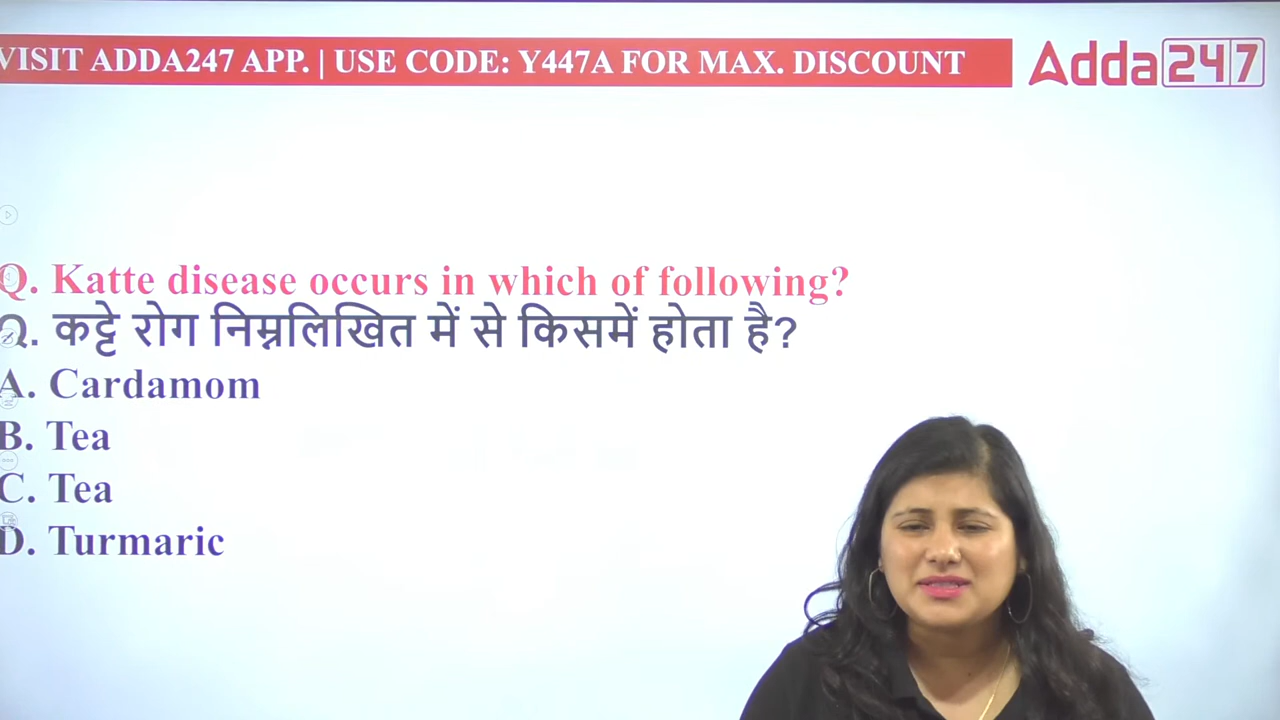 VISIT ADDA247 APP. | USE CODE: Y447A FOR MAX. DISCOUNT
Adda247
Q. Katte disease occurs in which of following?
Q. कट्टे रोग निम्नलिखित में से किसमें होता है?
A. Cardamom
B. Tea
C. Tea
D. Turmaric